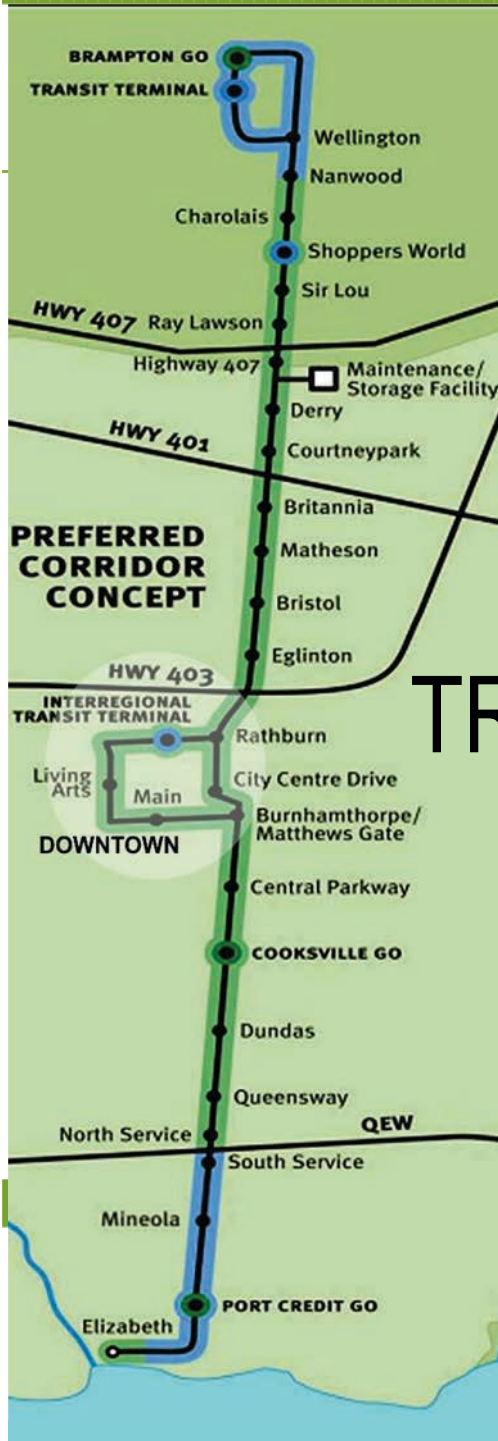 BRAMPTON GO
TRANSIT TERMINAL
Wellington
Nanwood
Charolais
Shoppers World
Sir Lou
HWY 407
Ray Lawson
Highway 407
Maintenance/
Storage Facility
Derry
HWY 401
Courtneypark
Britannia
PREFERRED
CORRIDOR
CONCEPT
Matheson
Bristol
Eglinton
HWY 403
TR
INTERREGIONAL
TRANSIT TERMINAL
Rathburn
Living
Arts
City Centre Drive
Main
Burnhamthorpe/
Matthews Gate
DOWNTOWN
Central Parkway
COOKSVILLE GO
Dundas
Queensway
QEW
North Service
South Service
Mineola
PORT CREDIT GO
Elizabeth